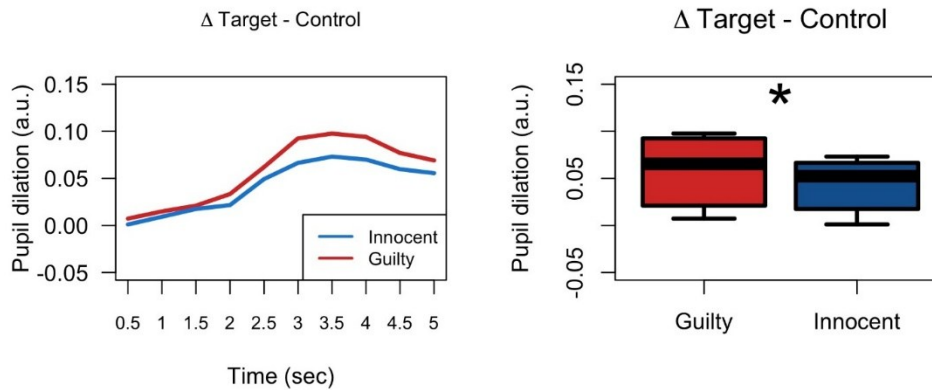 Δ Target - Control
Pupil dilation (a.u.)
0.15
0.10
0.05
0.00
-0.05
Innocent
Guilty
0.5 1 1.5 2 2.5 3 3.5 4 4.5 5
Time (sec)
Δ Target - Control
Pupil dilation (a.u.)
0.15
0.05
-0.05
*
Guilty Innocent